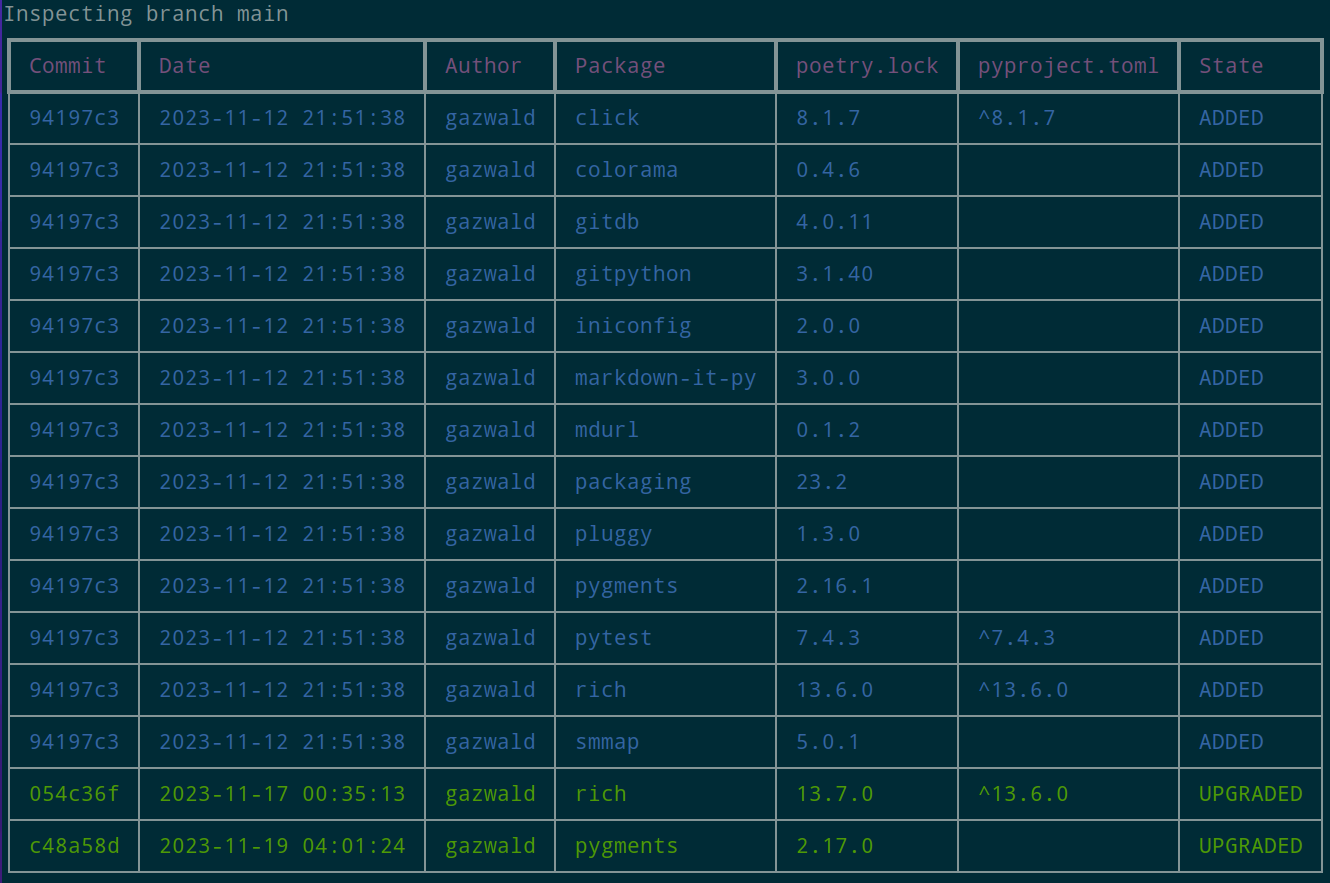 Inspecting branch main
Commit Date Author Package poetry.lock pyproject.toml State
94197c3 2023-11-12 21:51:38 gazwald click 8.1.7 ^8.1.7 ADDED
94197c3 2023-11-12 21:51:38 gazwald colorama 0.4.6 ADDED
94197c3 2023-11-12 21:51:38 gazwald gitdb 4.0.11 ADDED
94197c3 2023-11-12 21:51:38 gazwald gitpython 3.1.40 ADDED
94197c3 2023-11-12 21:51:38 gazwald iniconfig 2.0.0 ADDED
94197c3 2023-11-12 21:51:38 gazwald markdown-it-py 3.0.0 ADDED
94197c3 2023-11-12 21:51:38 gazwald mdurl 0.1.2 ADDED
94197c3 2023-11-12 21:51:38 gazwald packaging 23.2 ADDED
94197c3 2023-11-12 21:51:38 gazwald pluggy 1.3.0 ADDED
94197c3 2023-11-12 21:51:38 gazwald pygments 2.16.1 ADDED
94197c3 2023-11-12 21:51:38 gazwald pytest 7.4.3 ^7.4.3 ADDED
94197c3 2023-11-12 21:51:38 gazwald rich 13.6.0 ^13.6.0 ADDED
94197c3 2023-11-12 21:51:38 gazwald smmap 5.0.1 ADDED
054c36f 2023-11-17 00:35:13 gazwald rich 13.7.0 ^13.6.0 UPGRADED
c48a58d 2023-11-19 04:01:24 gazwald pygments 2.17.0 UPGRADED